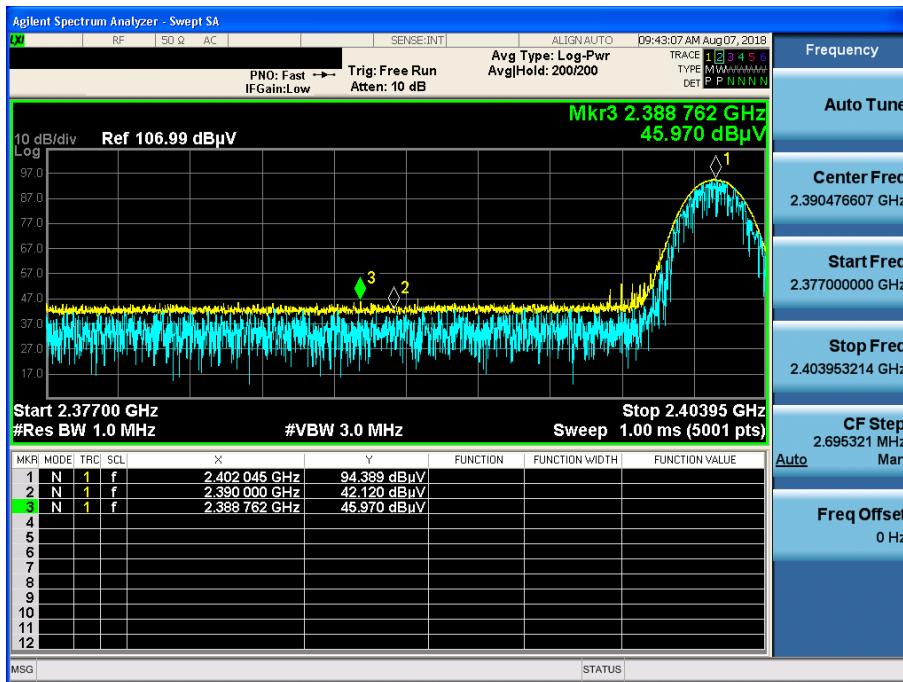 Agilent Spectrum Analyzer - Swept SA
LXI RF 50 Ω AC SENSE:INT ALIGN AUTO 09:43:07 AM Aug 07, 2018
PNO: Fast Trig: Free Run Avg Type: Log-Pwr TRACE 1 2 3 4 5 6
IFGain:Low Atten: 10 dB Avg|Hold: 200/200 TYPE M W W W W W
DET P P N N N N
Mkr3 2.388 762 GHz
45.970 dBµV
10 dB/div Ref 106.99 dBµV
Log
97.0
87.0
77.0
67.0
57.0
47.0
37.0
27.0
17.0
1
3
2
Start 2.37700 GHz Stop 2.40395 GHz
#Res BW 1.0 MHz #VBW 3.0 MHz Sweep 1.00 ms (5001 pts)
MKR MODE TRC SCL X Y FUNCTION FUNCTION WIDTH FUNCTION VALUE
1 N 1 f 2.402 045 GHz 94.389 dBµV
2 N 1 f 2.390 000 GHz 42.120 dBµV
3 N 1 f 2.388 762 GHz 45.970 dBµV
4
5
6
7
8
9
10
11
12
MSG STATUS
Frequency
Auto Tune
Center Freq
2.390476607 GHz
Start Freq
2.377000000 GHz
Stop Freq
2.403953214 GHz
CF Step
2.695321 MHz
Auto Man
Freq Offset
0 Hz